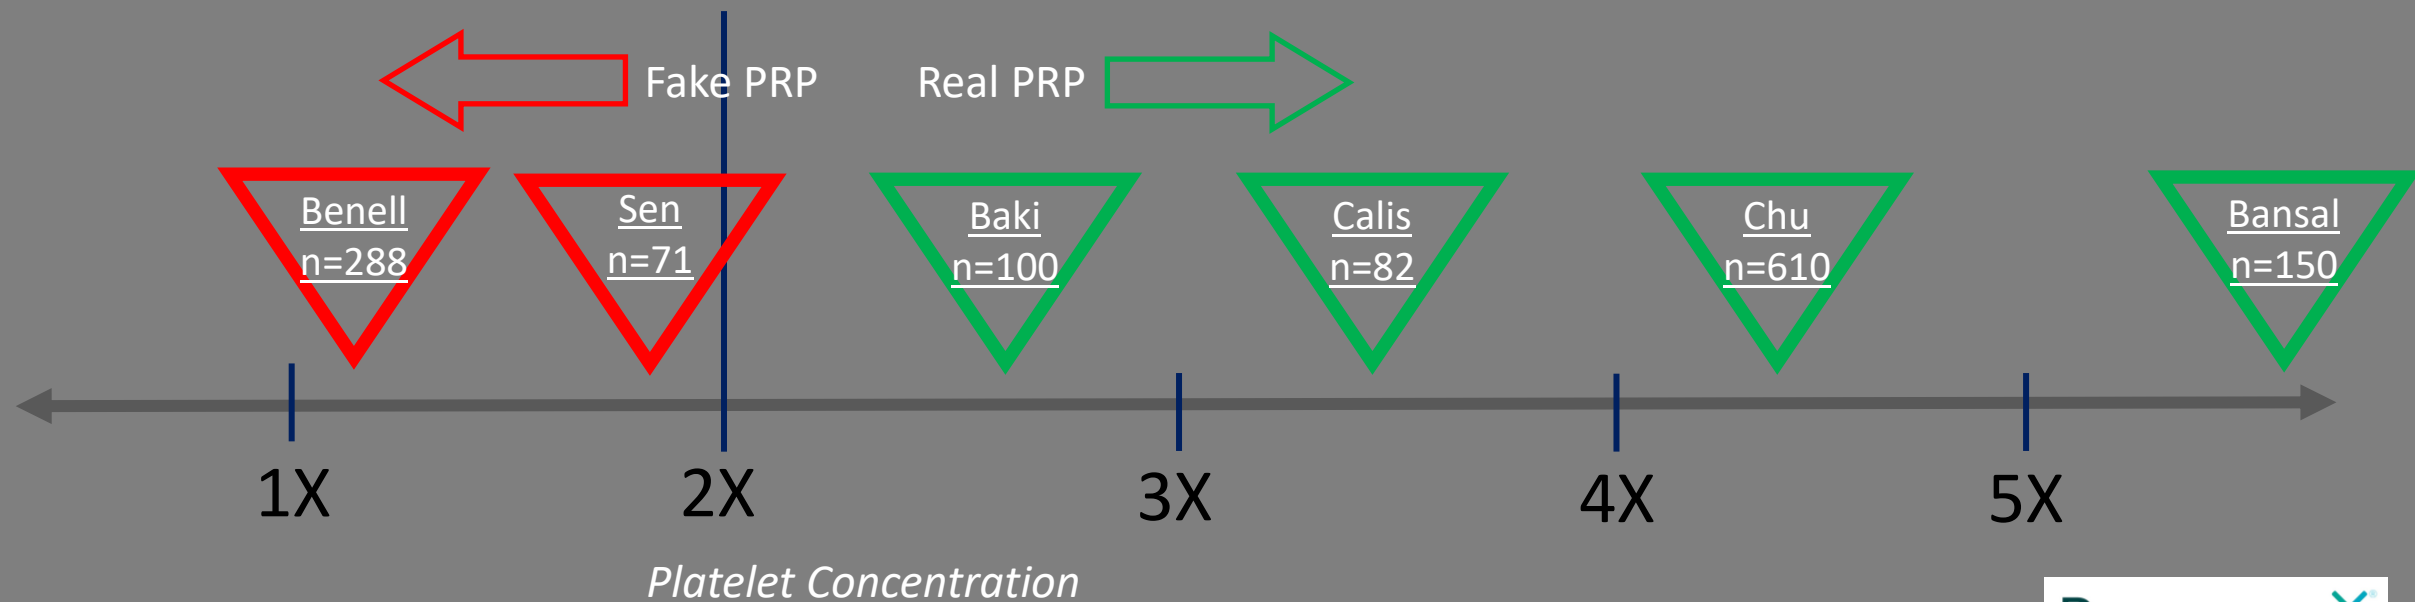 Fake PRP
Real PRP
Benell
n=288
Sen
n=71
Baki
n=100
Calis
n=82
Chu
n=610
Bansal
n=150
1X
2X
3X
4X
5X
Platelet Concentration